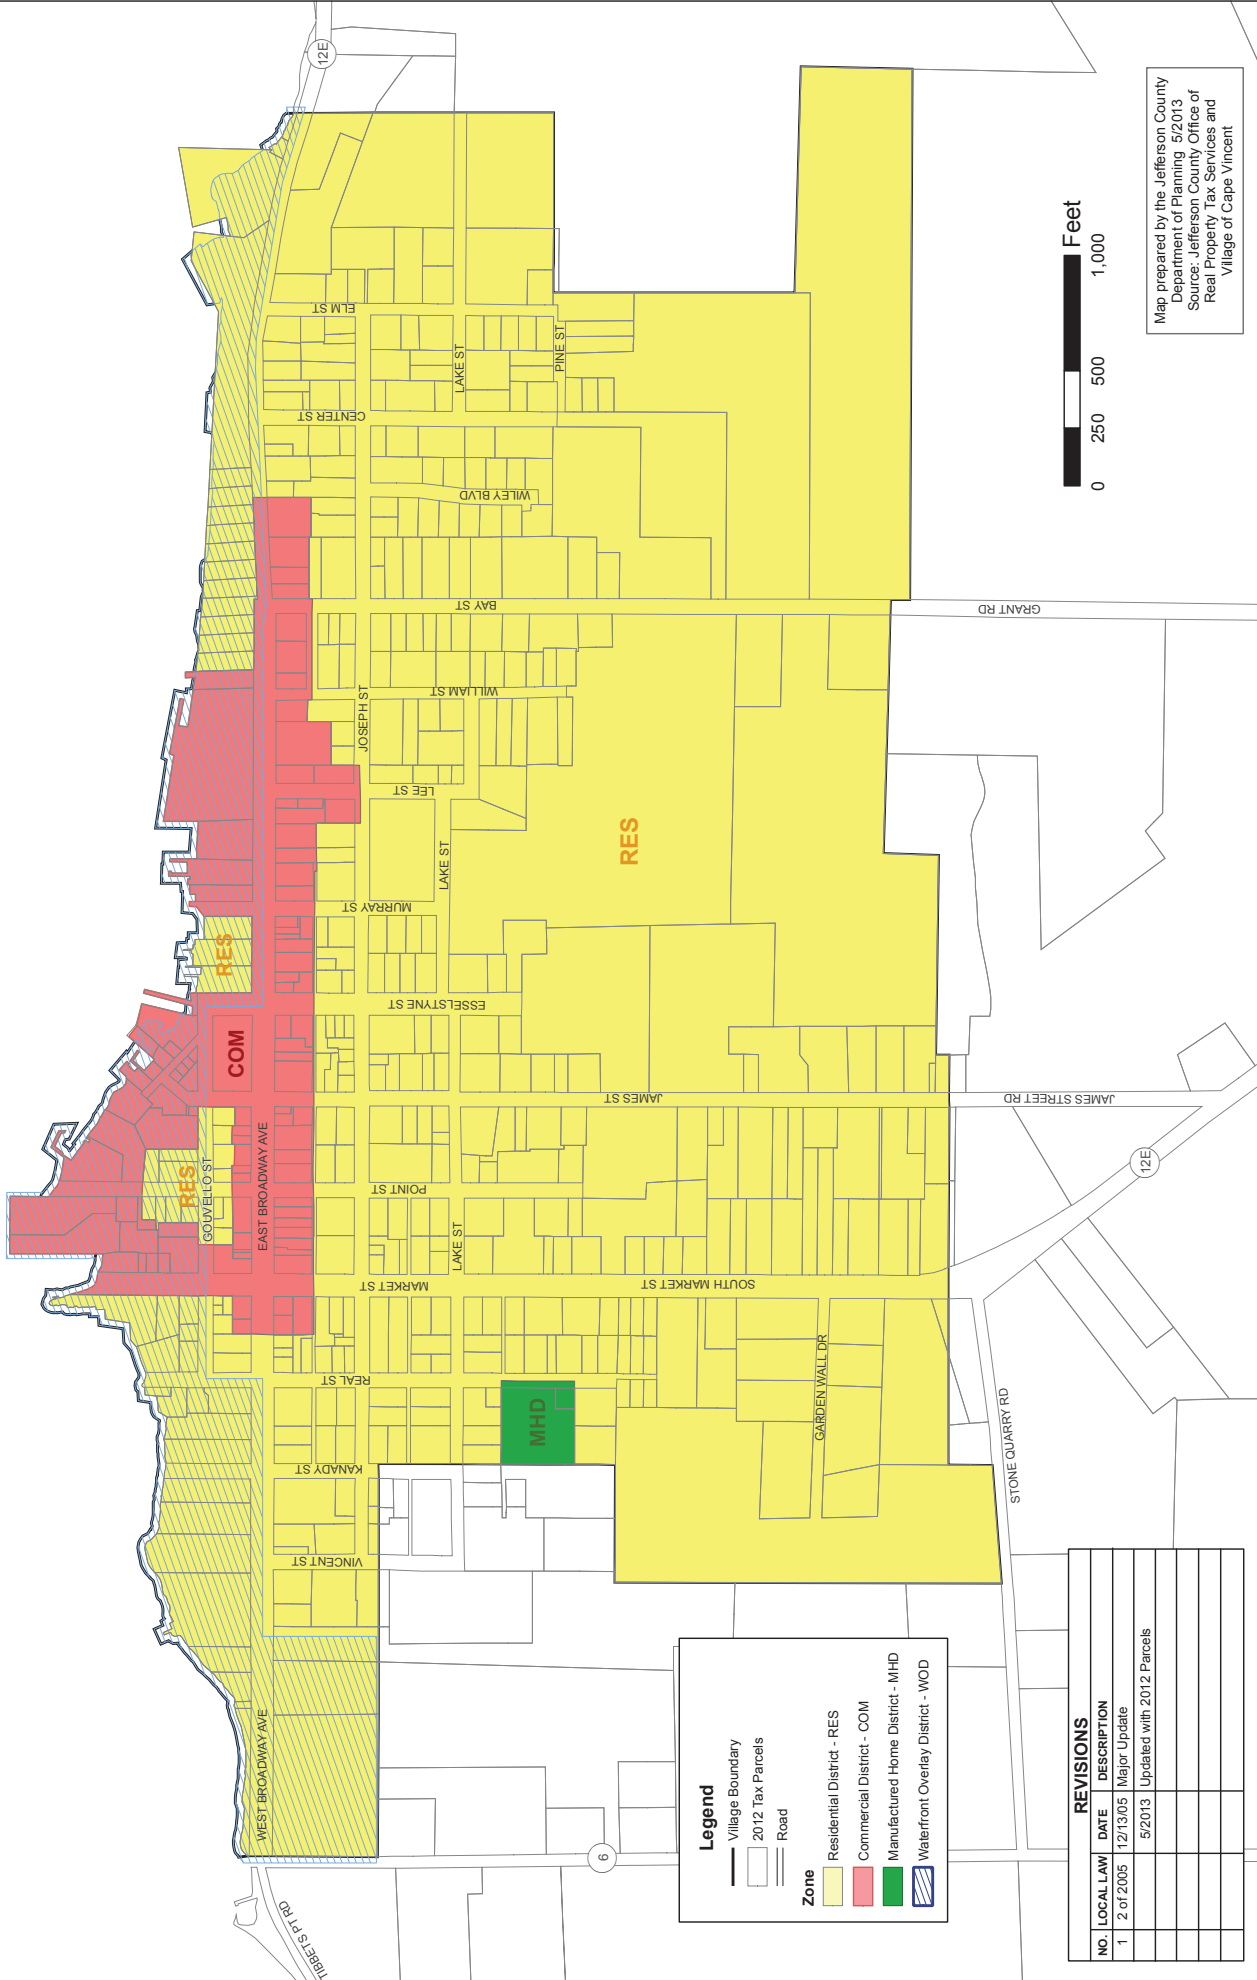 12E
ELM ST
LAKE ST
PINE ST
CENTER ST
WILEY BLVD
BAY ST
GRANT RD
WILLIAM ST
JOSEPH ST
LEE ST
LAKE ST
MURRAY ST
RES
RES
ESSELSTYNE ST
COM
JAMES ST
JAMES STREET RD
12E
EAST BROADWAY AVE
GOUVELLO ST
RES
POINT ST
LAKE ST
MARKET ST
SOUTH MARKET ST
REAL ST
MHD
GARDEN WALL DR
STONE QUARRY RD
KANADY ST
VINCENT ST
WEST BROADWAY AVE
TIBBETS PT RD
6
0 250 500 1,000
Feet
Map prepared by the Jefferson County
Department of Planning 5/2013
Source: Jefferson County Office of
Real Property Tax Services and
Village of Cape Vincent
Legend
Village Boundary
2012 Tax Parcels
Road
Zone
Residential District - RES
Commercial District - COM
Manufactured Home District - MHD
Waterfront Overlay District - WOD
REVISIONS
NO. LOCAL LAW DATE DESCRIPTION
1 2 of 2005 12/13/05 Major Update
5/2013 Updated with 2012 Parcels